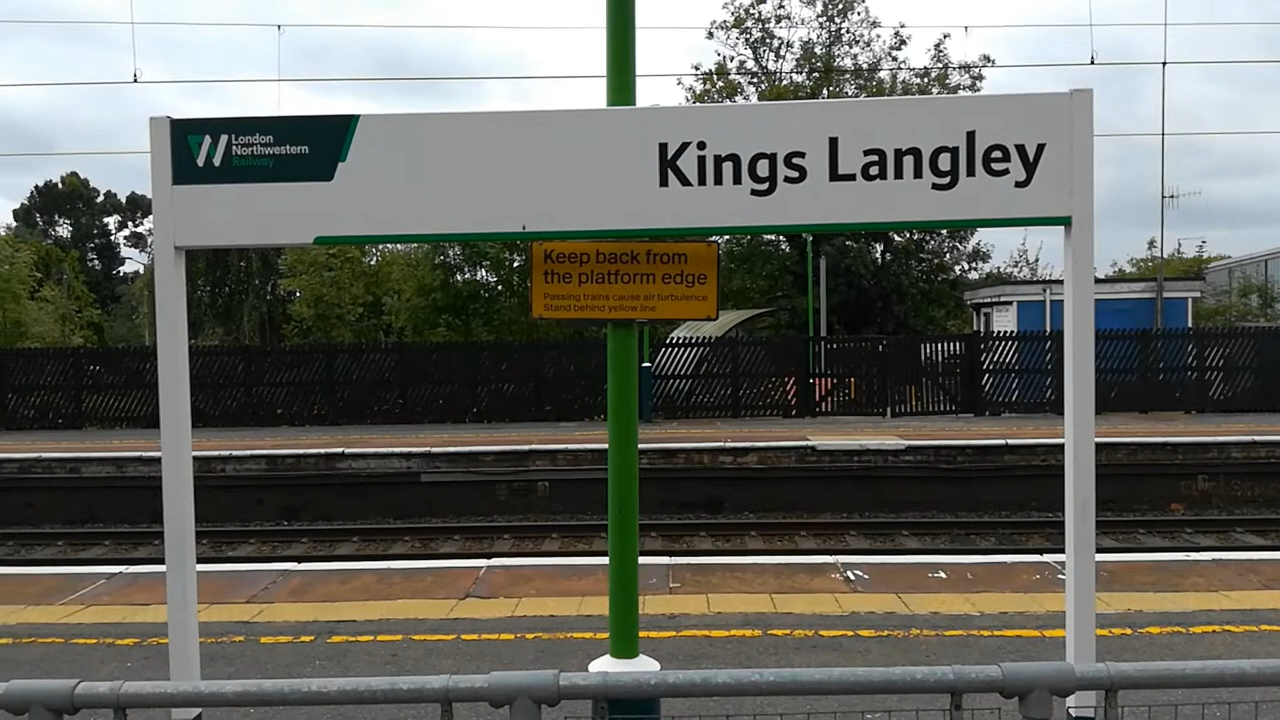 London
Northwestern
Railway
Kings Langley
Keep back from
the platform edge
Passing trains cause air turbulence
Stand behind yellow line